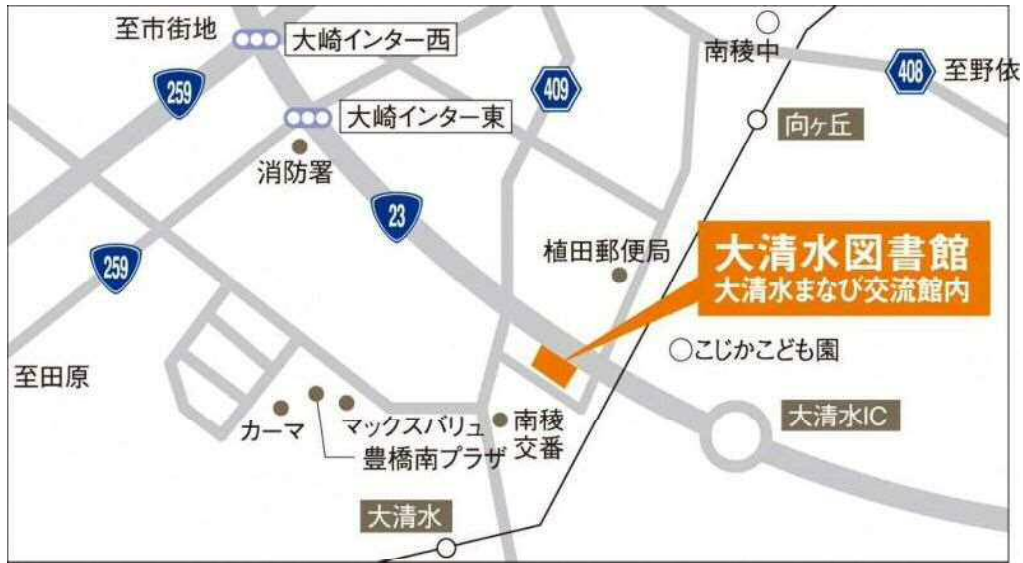 至市街地
大崎インター西
南稜中
259
409
408
至野依
大崎インター東
向ヶ丘
消防署
23
植田郵便局
大清水図書館
大清水まなび交流館内
259
こじかこども園
至田原
大清水IC
カーマ
マックスバリュ
豊橋南プラザ
南稜
交番
大清水